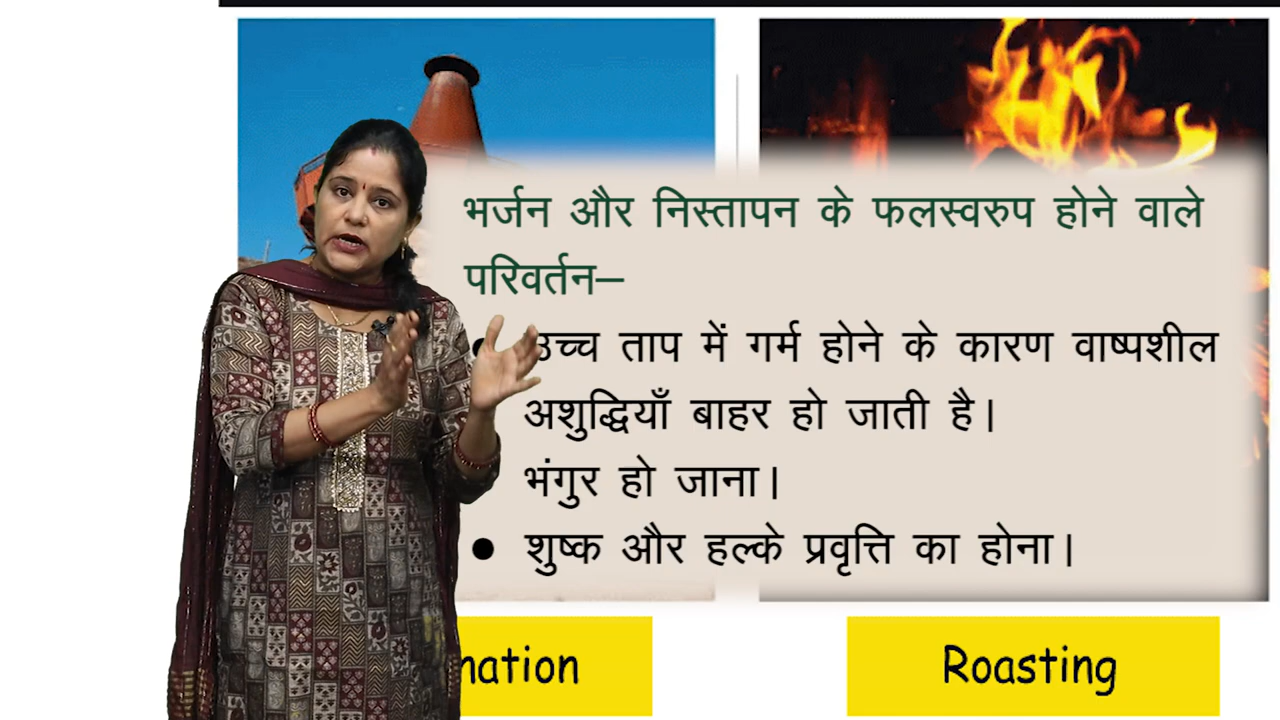 भर्जन और निस्तापन के फलस्वरुप होने वाले
परिवर्तन–
• उच्च ताप में गर्म होने के कारण वाष्पशील
अशुद्धियाँ बाहर हो जाती है।
भंगुर हो जाना।
• शुष्क और हल्के प्रवृत्ति का होना।
Roasting